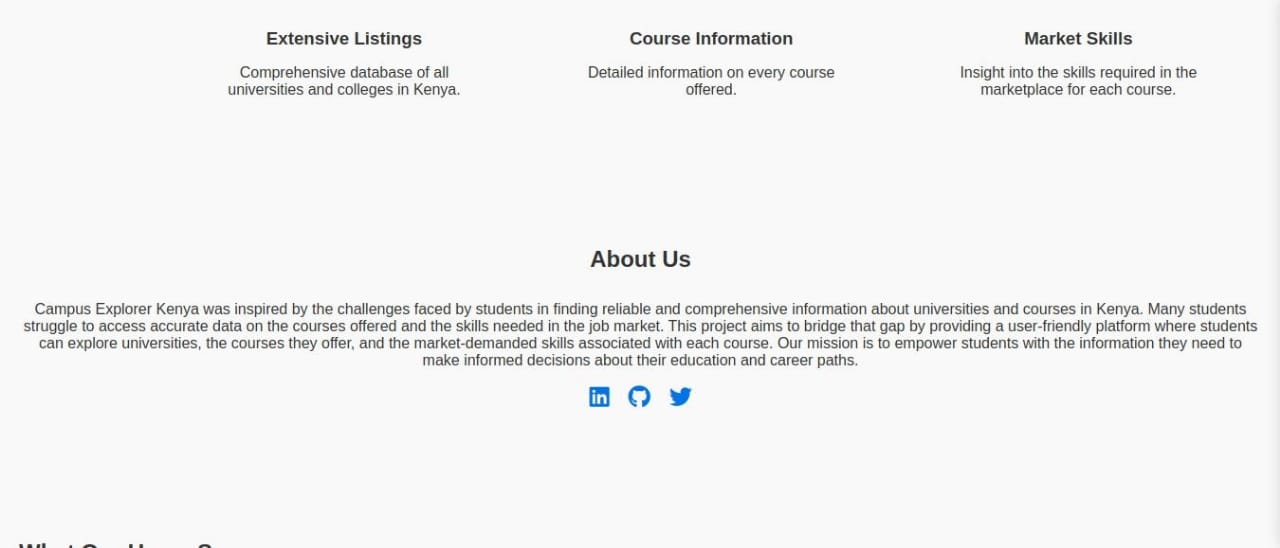 Extensive Listings
Comprehensive database of all
universities and colleges in Kenya.
Course Information
Detailed information on every course
offered.
Market Skills
Insight into the skills required in the
marketplace for each course.
About Us
Campus Explorer Kenya was inspired by the challenges faced by students in finding reliable and comprehensive information about universities and courses in Kenya. Many students
struggle to access accurate data on the courses offered and the skills needed in the job market. This project aims to bridge that gap by providing a user-friendly platform where students
can explore universities, the courses they offer, and the market-demanded skills associated with each course. Our mission is to empower students with the information they need to
make informed decisions about their education and career paths.